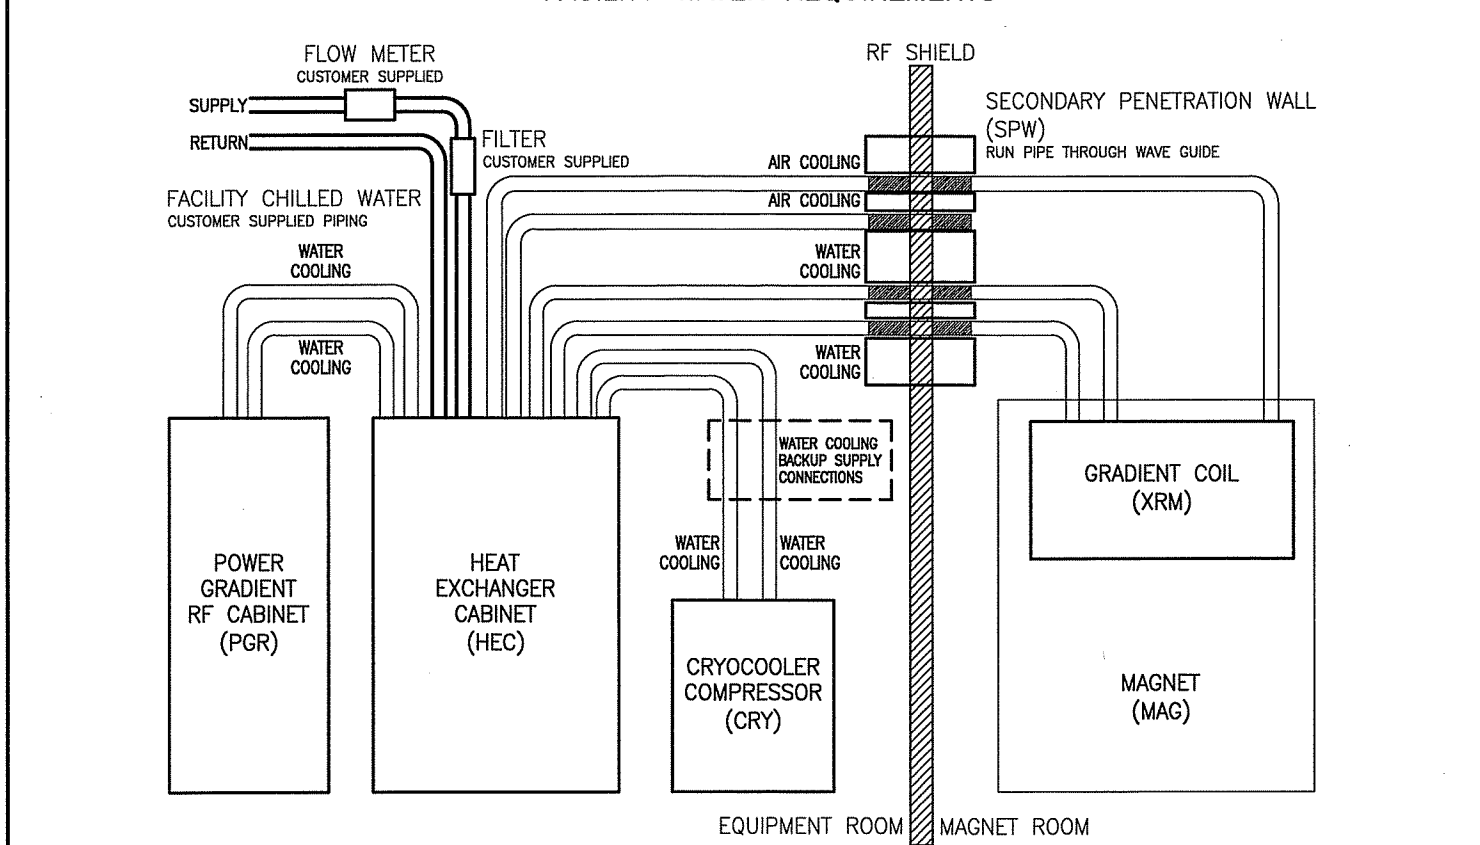 FLOW METER
CUSTOMER SUPPLIED
SUPPLY
RETURN
FILTER
CUSTOMER SUPPLIED
FACILITY CHILLED WATER
CUSTOMER SUPPLIED PIPING
RF SHIELD
SECONDARY PENETRATION WALL
(SPW)
RUN PIPE THROUGH WAVE GUIDE
AIR COOLING
AIR COOLING
WATER
COOLING
WATER
COOLING
WATER
COOLING
WATER
COOLING
WATER COOLING
BACKUP SUPPLY
CONNECTIONS
WATER
COOLING
WATER
COOLING
POWER
GRADIENT
RF CABINET
(PGR)
HEAT
EXCHANGER
CABINET
(HEC)
CRYOCOOLER
COMPRESSOR
(CRY)
GRADIENT COIL
(XRM)
MAGNET
(MAG)
EQUIPMENT ROOM
MAGNET ROOM